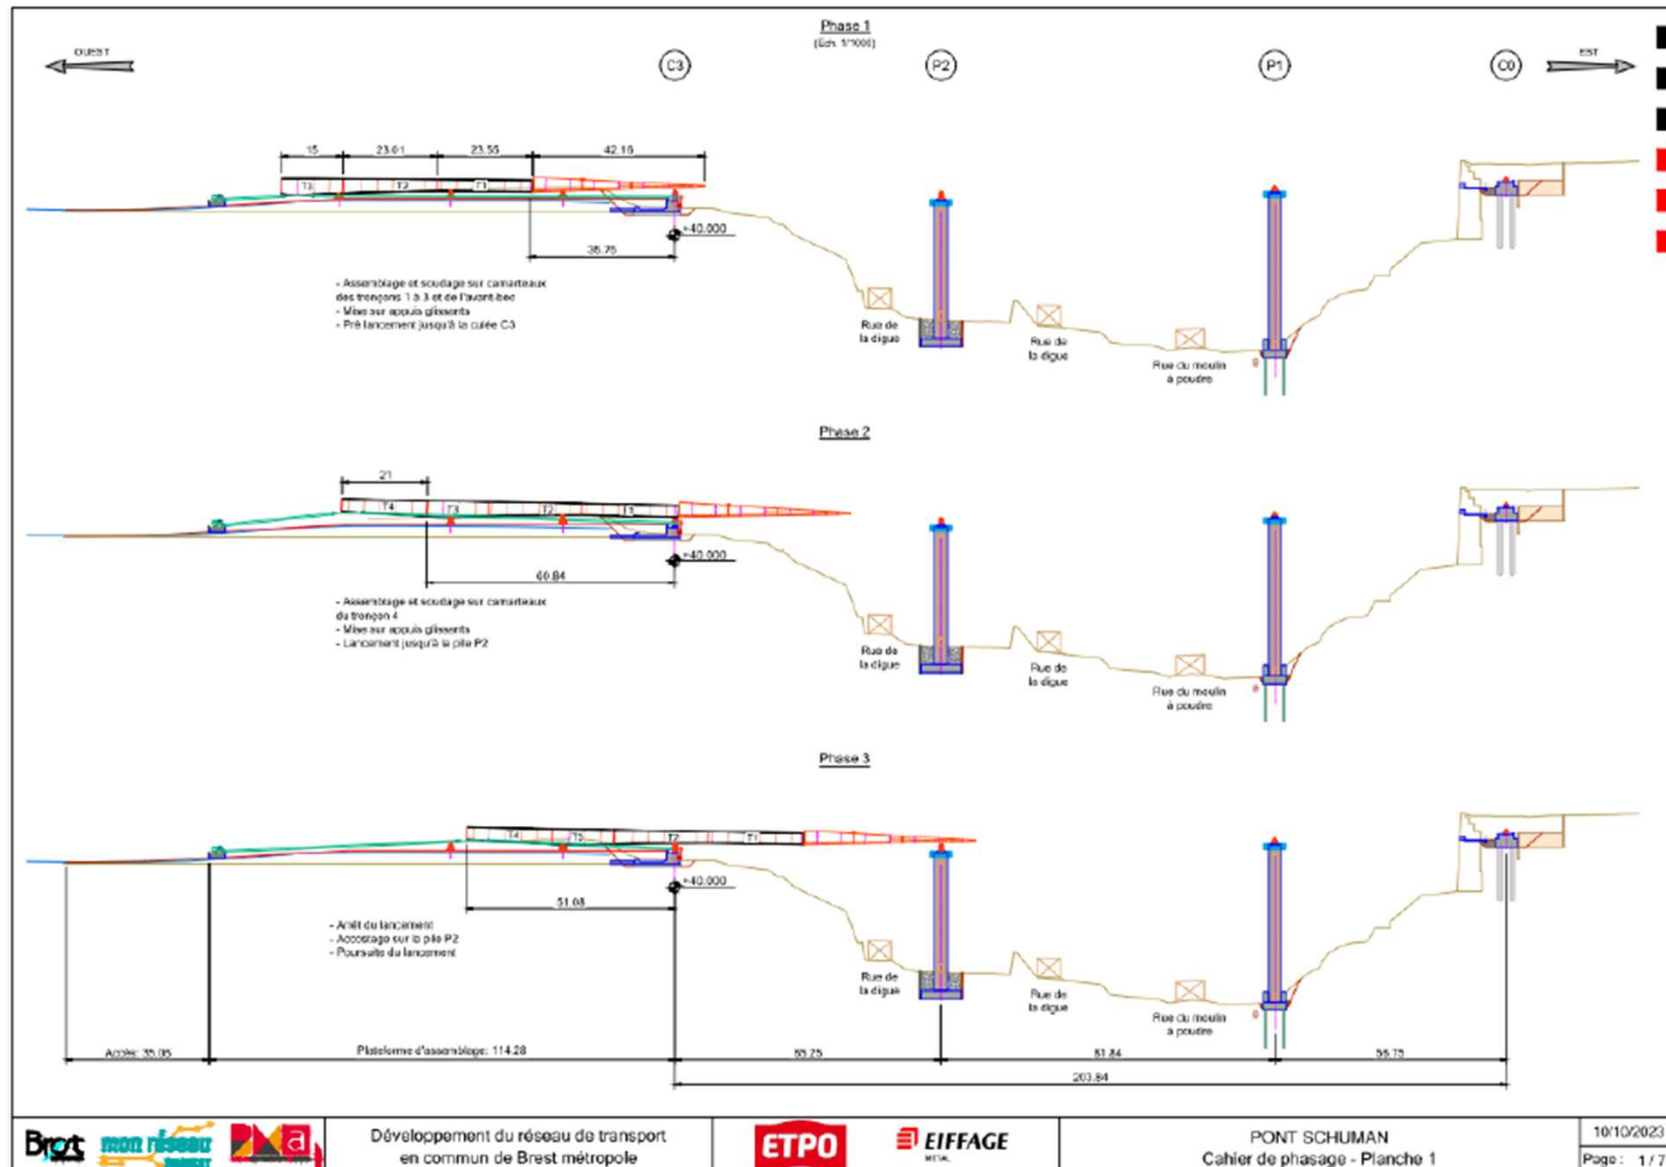 Phase 1
(Ech. 1/1000)
OUEST
C3
P2
P1
C0
EST
15
23.01
23.55
42.16
T3
T2
T1
+40.000
35.75
- Assemblage et soudage sur camarteaux
des tronçons 1 à 3 et de l'avant-bec
- Mise sur appuis glissants
- Pré lancement jusqu'à la culée C3
Rue de
la digue
Rue de
la digue
Rue du moulin
à poudre
Phase 2
21
T4
T3
T2
T1
+40.000
60.84
- Assemblage et soudage sur camarteaux
du tronçon 4
- Mise sur appuis glissants
- Lancement jusqu'à la pile P2
Rue de
la digue
Rue de
la digue
Rue du moulin
à poudre
Phase 3
T4
T3
T2
T1
+40.000
51.08
- Arrêt du lancement
- Accostage sur la pile P2
- Poursuite du lancement
Rue de
la digue
Rue de
la digue
Rue du moulin
à poudre
Accès: 35.06
Plateforme d'assemblage: 114.28
65.25
81.84
56.75
203.84
Brest
mon réseau
Développement du réseau de transport
en commun de Brest métropole
ETPO
EIFFAGE
METAL
PONT SCHUMAN
Cahier de phasage - Planche 1
10/10/2023
Page : 1 / 7